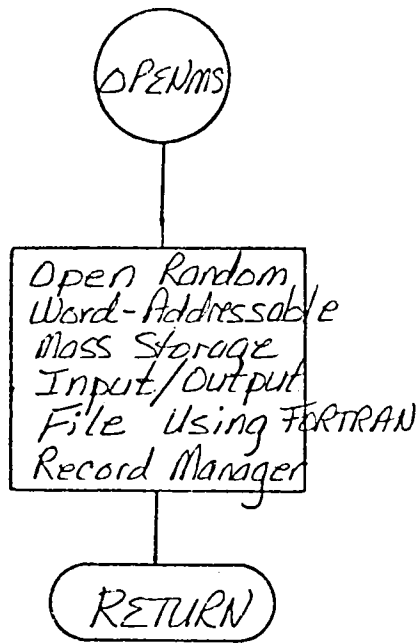 OPENMS
Open Random
Word-Addressable
Mass Storage
Input/Output
File Using FORTRAN
Record Manager
RETURN